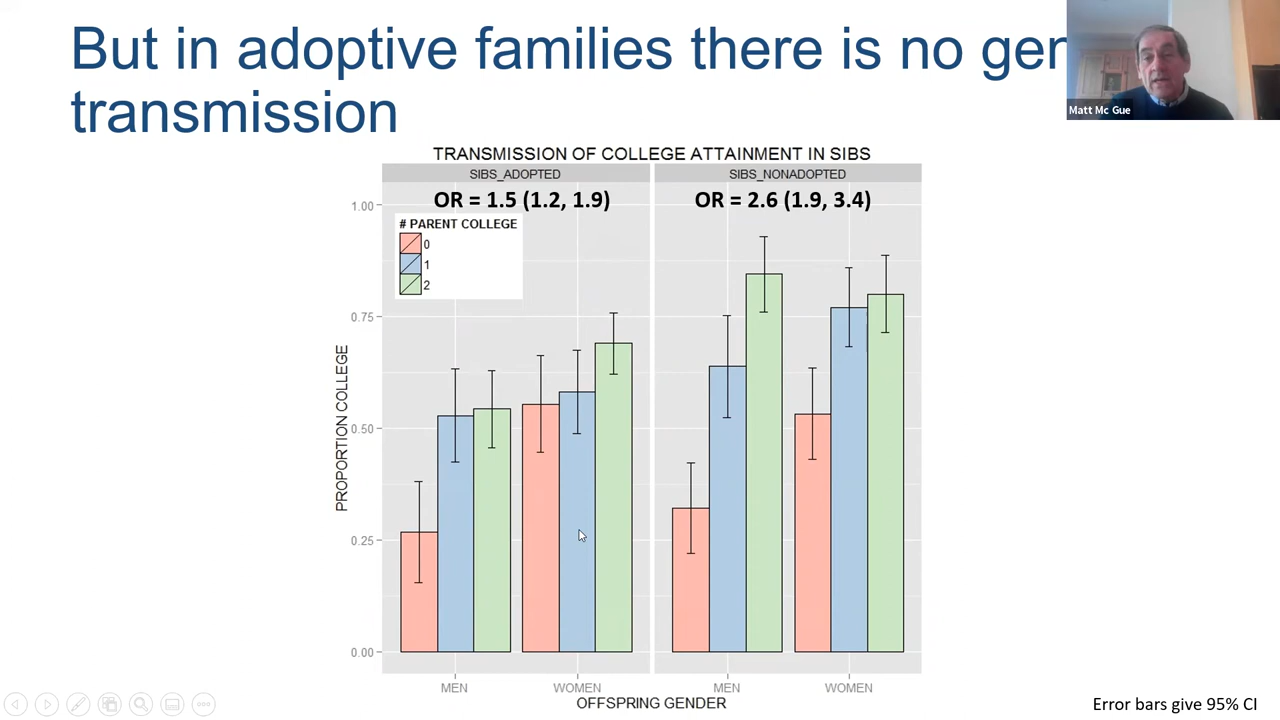 But in adoptive families there is no gen
transmission
Matt Mc Gue
TRANSMISSION OF COLLEGE ATTAINMENT IN SIBS
SIBS_ADOPTED
SIBS_NONADOPTED
OR = 1.5 (1.2, 1.9)
OR = 2.6 (1.9, 3.4)
# PARENT COLLEGE
0
1
2
PROPORTION COLLEGE
1.00
0.75
0.50
0.25
0.00
MEN
WOMEN
MEN
WOMEN
OFFSPRING GENDER
Error bars give 95% CI